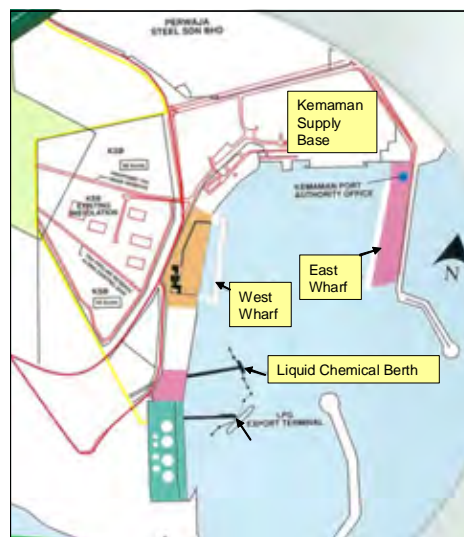 PERWAJA
STEEL SDN BHD
Kemaman
Supply
Base
KSB
KEMAMAN PORT
AUTHORITY OFFICE
KSB
EXISTING
East
Wharf
West
Wharf
KSB
N
Liquid Chemical Berth
LPG
EXPORT TERMINAL